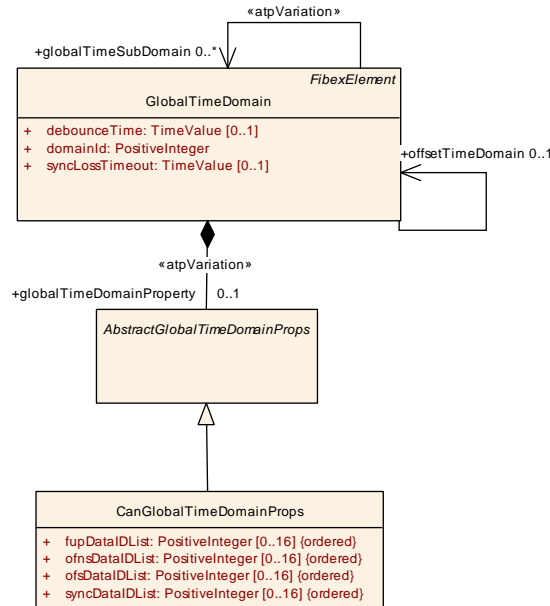 «atpVariation»
+globalTimeSubDomain 0..*
FibexElement
GlobalTimeDomain
+ debounceTime: TimeValue [0..1]
+ domainId: PositiveInteger
+ syncLossTimeout: TimeValue [0..1]
+offsetTimeDomain 0..1
«atpVariation»
+globalTimeDomainProperty 0..1
AbstractGlobalTimeDomainProps
CanGlobalTimeDomainProps
+ fupDataIDList: PositiveInteger [0..16] {ordered}
+ ofnsDataIDList: PositiveInteger [0..16] {ordered}
+ ofsDataIDList: PositiveInteger [0..16] {ordered}
+ syncDataIDList: PositiveInteger [0..16] {ordered}